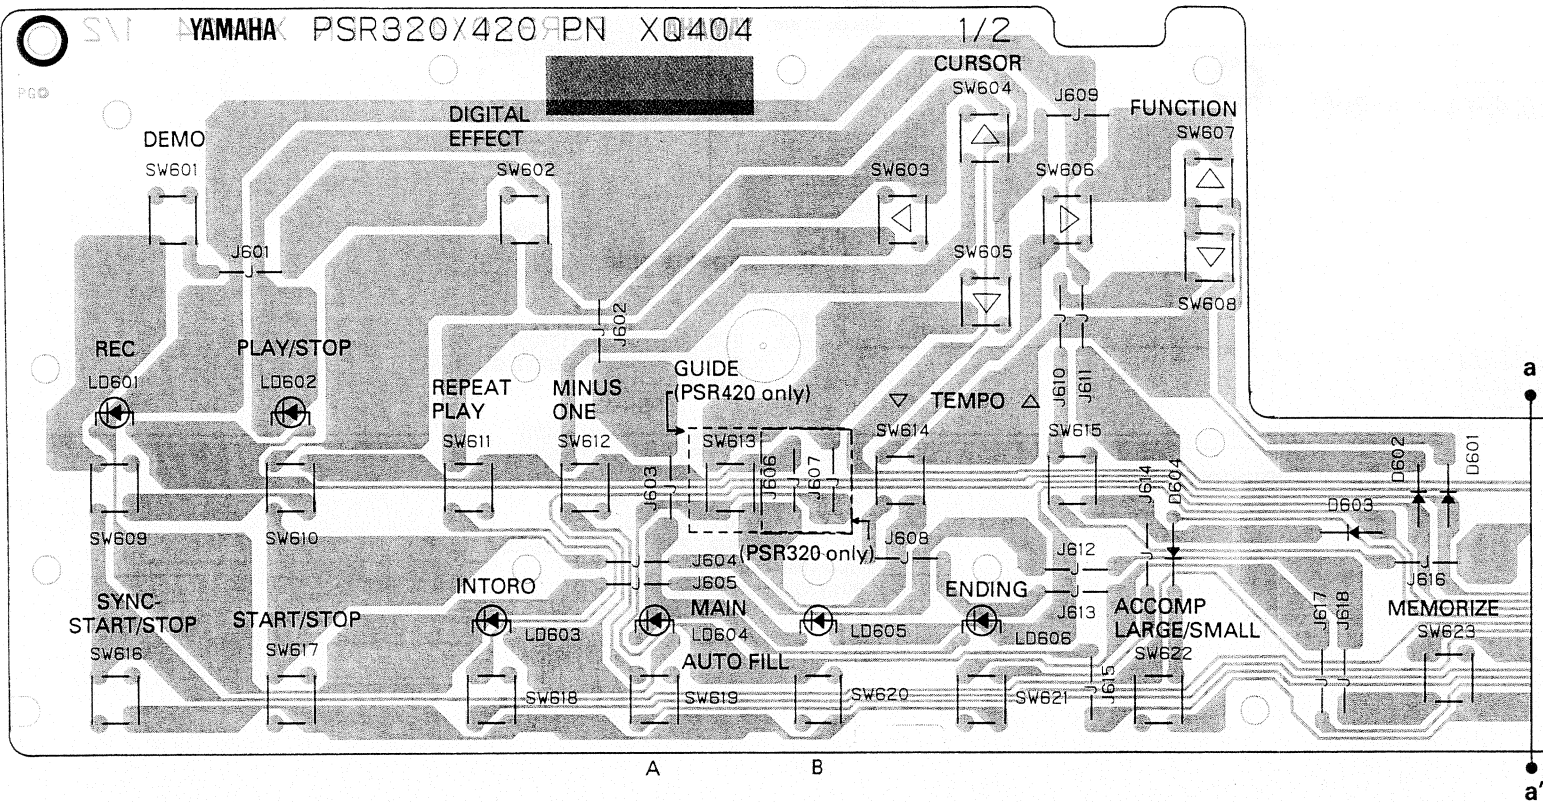 YAMAHA PSR320/420 PN XQ404 1/2
CURSOR
SW604
J609
FUNCTION
SW607
DIGITAL
EFFECT
DEMO
SW601
SW602
SW603
SW606
J601
SW605
SW608
J602
REC
PLAY/STOP
LD601
LD602
GUIDE
(PSR420 only)
REPEAT
PLAY
MINUS
ONE
J610
J611
TEMPO
a
SW611
SW612
SW613
SW614
SW615
J603
J606
J607
J614
D604
D602
D601
D603
SW609
SW610
(PSR320 only)
J608
J604
J605
J612
J613
J616
INTORO
MAIN
ENDING
SYNC-
START/STOP
START/STOP
ACCOMP
LARGE/SMALL
J617
J618
MEMORIZE
LD603
LD604
LD605
LD606
SW623
SW616
SW617
AUTO FILL
SW622
SW618
SW619
SW620
SW621
J615
A
B
a'
PG
1/2